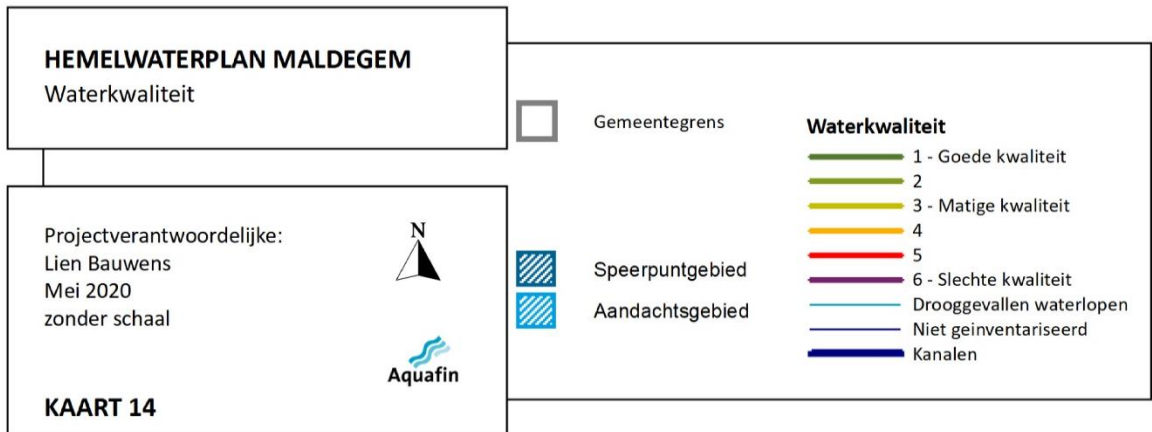 HEMELWATERPLAN MALDEGEM
Waterkwaliteit
Projectverantwoordelijke:
Lien Bauwens
Mei 2020
zonder schaal
N
Aquafin
KAART 14
Gemeentegrens
Speerpuntgebied
Aandachtsgebied
Waterkwaliteit
1 - Goede kwaliteit
2
3 - Matige kwaliteit
4
5
6 - Slechte kwaliteit
Drooggevallen waterlopen
Niet geinventariseerd
Kanalen